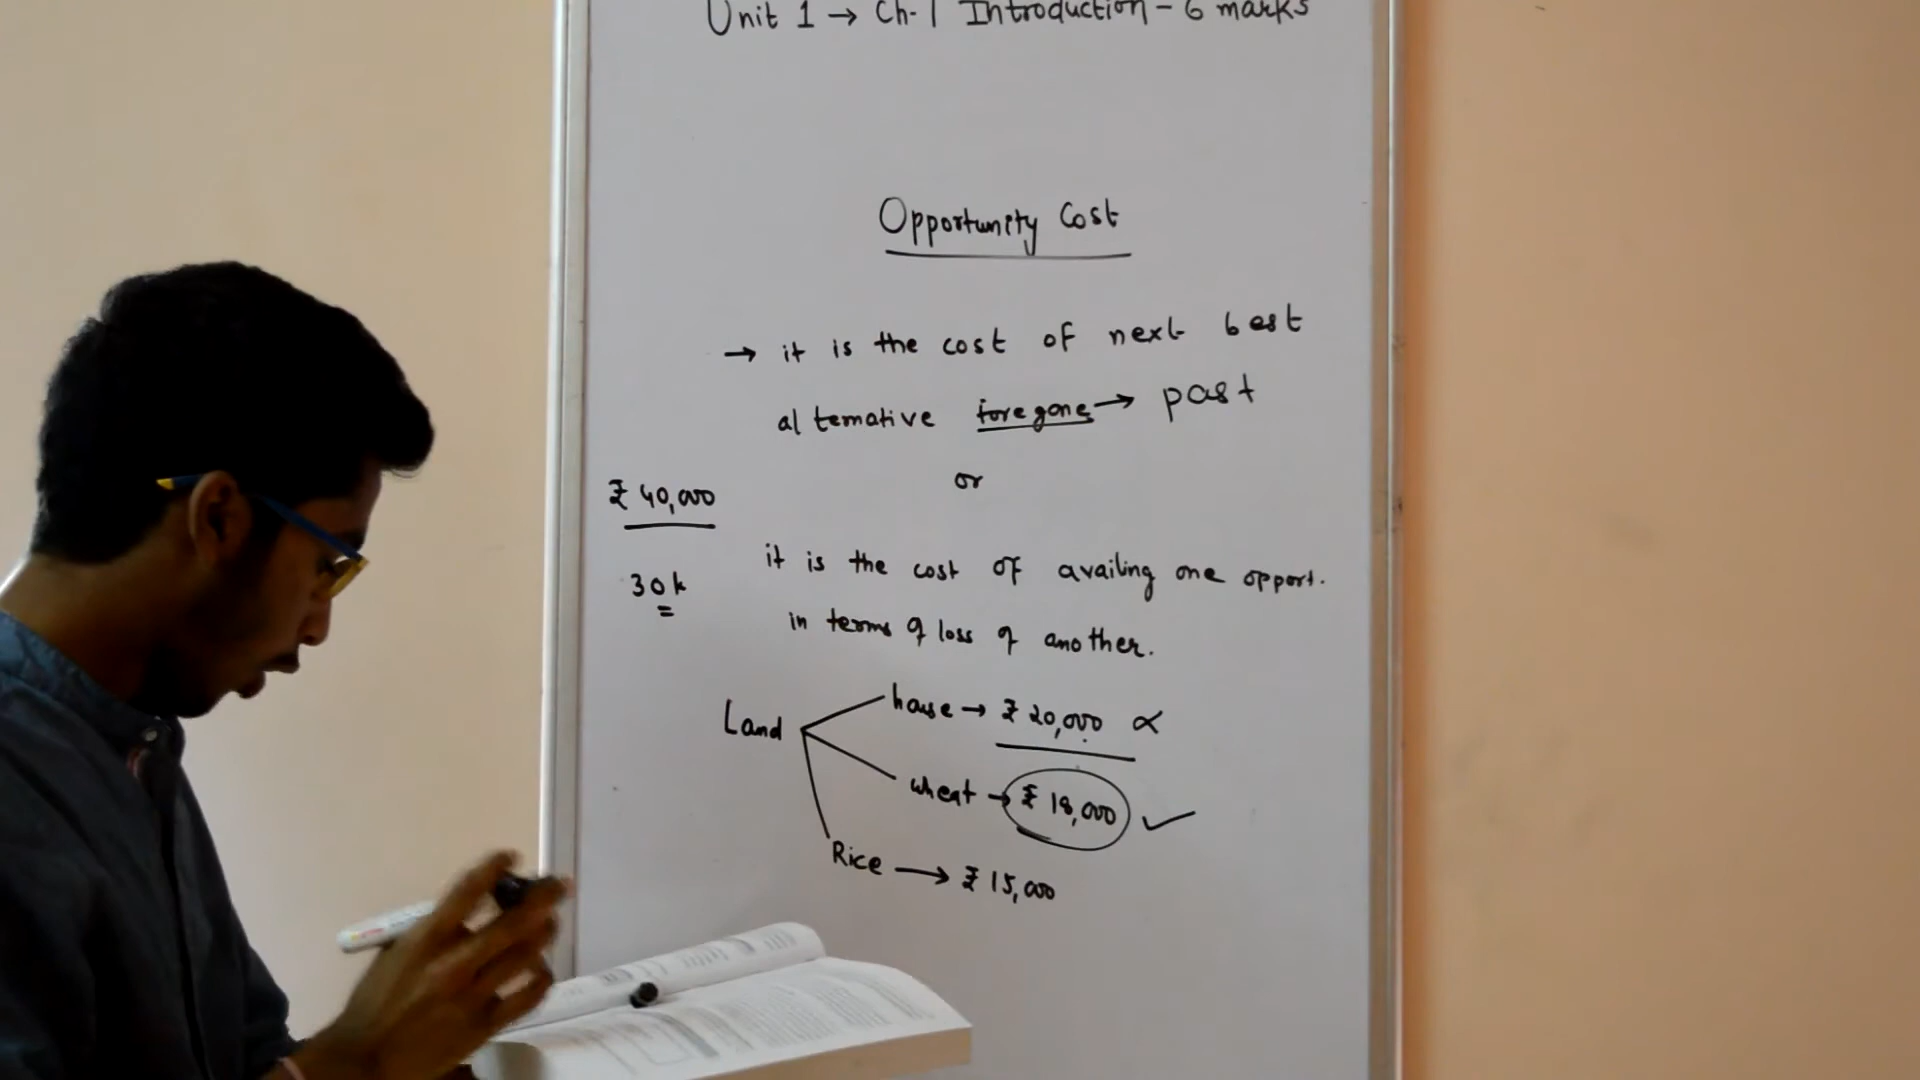 Unit 1 → Ch-1 Introduction - 6 marks
Opportunity Cost
→ it is the cost of next best
alternative foregone → past
or
₹ 40,000
30k
it is the cost of availing one opport.
in terms of loss of another.
Land
house → ₹ 20,000
wheat → ₹ 18,000 ✓
Rice → ₹ 15,000